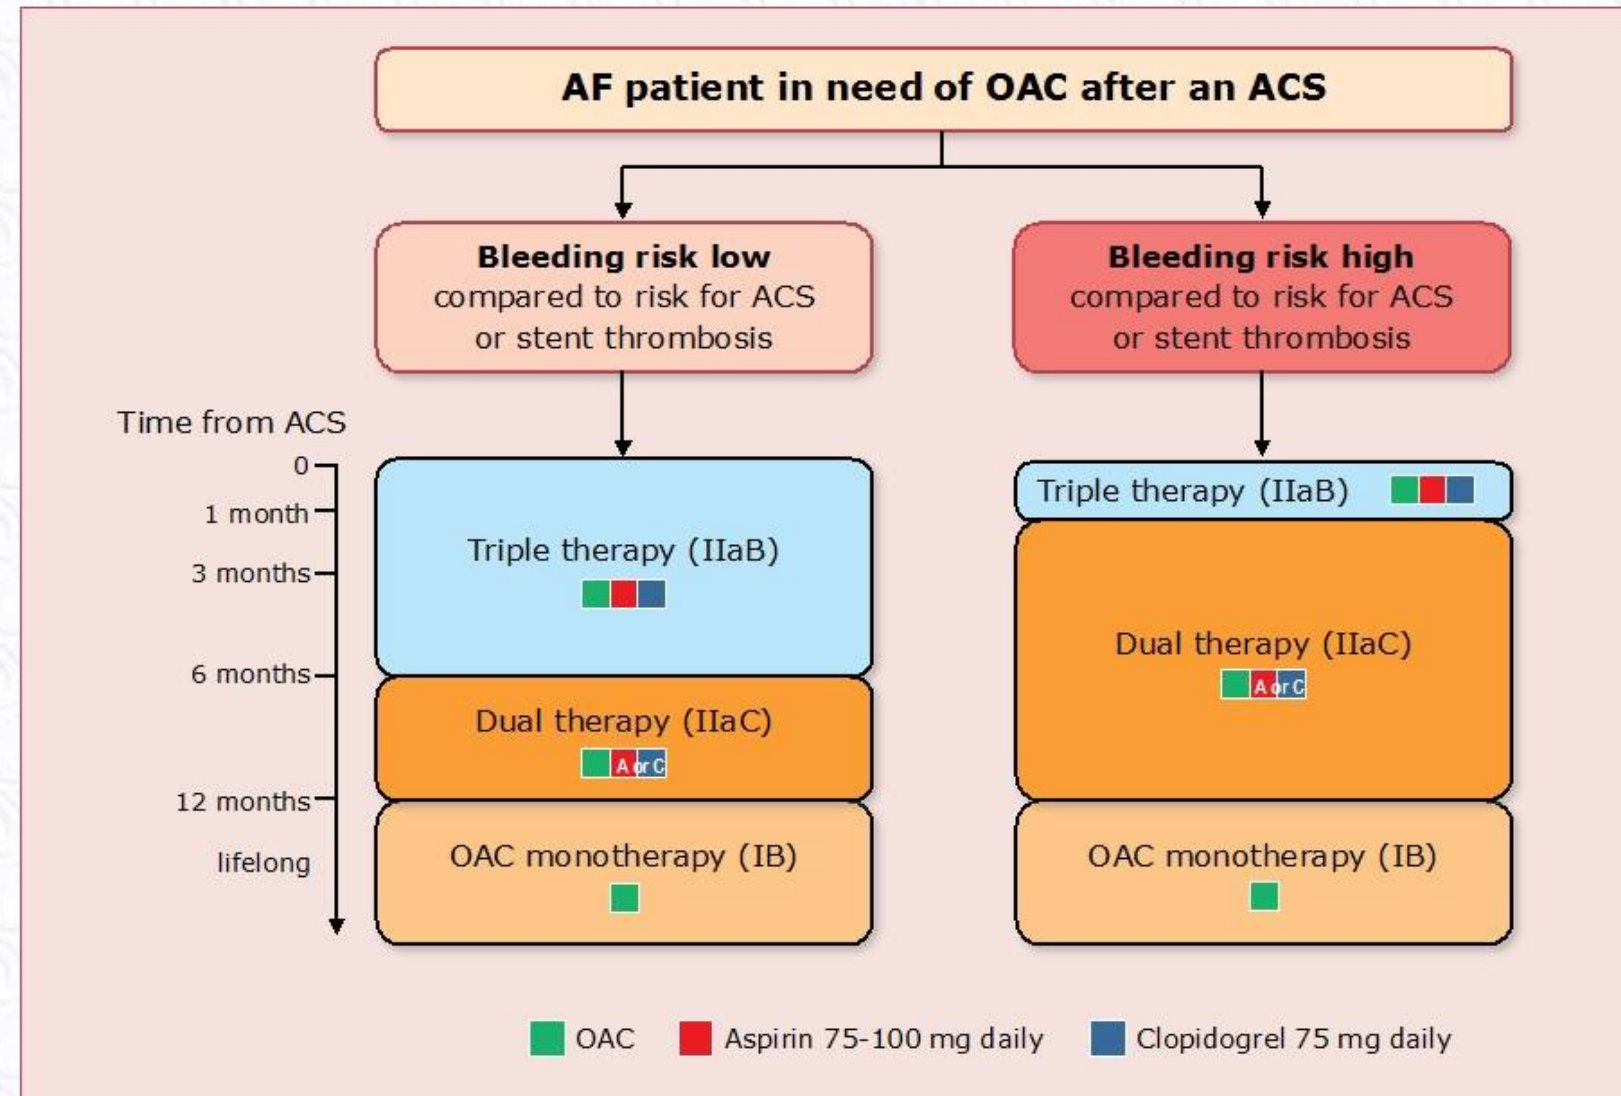 AF patient in need of OAC after an ACS
Bleeding risk low
compared to risk for ACS
or stent thrombosis
Bleeding risk high
compared to risk for ACS
or stent thrombosis
Time from ACS
0
1 month
3 months
6 months
12 months
lifelong
Triple therapy (IIaB)
Dual therapy (IIaC)
A or C
OAC monotherapy (IB)
Triple therapy (IIaB)
Dual therapy (IIaC)
A or C
OAC monotherapy (IB)
OAC
Aspirin 75-100 mg daily
Clopidogrel 75 mg daily